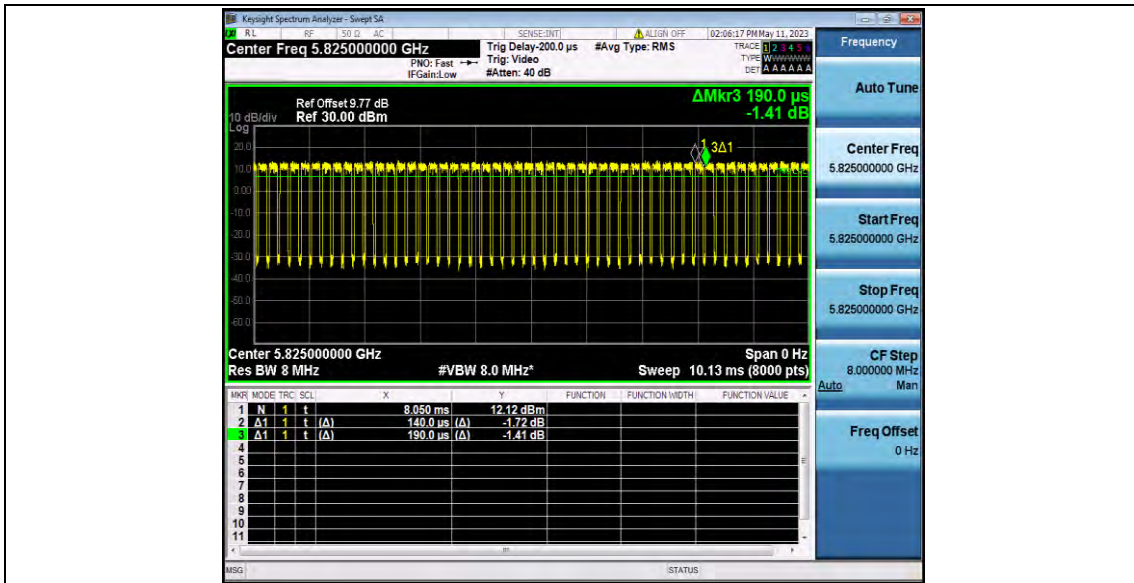 Keysight Spectrum Analyzer - Swept SA
RL RF 50 Ω AC SENSE:INT ALIGN OFF 02:06:17 PM May 11, 2023
Center Freq 5.825000000 GHz
Trig Delay-200.0 µs #Avg Type: RMS
TRACE 1 2 3 4 5 6
PNO: Fast Trig: Video
TYPE WWWWWW
IFGain:Low #Atten: 40 dB
DET A A A A A A
ΔMkr3 190.0 µs
-1.41 dB
Ref Offset 9.77 dB
10 dB/div Ref 30.00 dBm
Log
1 3Δ1
20.0
10.0
0.00
-10.0
-20.0
-30.0
-40.0
-50.0
-60.0
Center 5.825000000 GHz Span 0 Hz
Res BW 8 MHz #VBW 8.0 MHz* Sweep 10.13 ms (8000 pts)
MKR MODE TRC SCL X Y FUNCTION FUNCTION WIDTH FUNCTION VALUE
1 N 1 t 8.050 ms 12.12 dBm
2 Δ1 1 t (Δ) 140.0 µs (Δ) -1.72 dB
3 Δ1 1 t (Δ) 190.0 µs (Δ) -1.41 dB
4
5
6
7
8
9
10
11
MSG STATUS
Frequency
Auto Tune
Center Freq
5.825000000 GHz
Start Freq
5.825000000 GHz
Stop Freq
5.825000000 GHz
CF Step
8.000000 MHz
Auto Man
Freq Offset
0 Hz